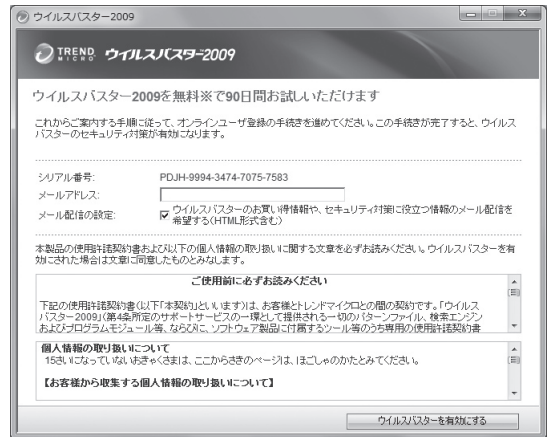 ウイルスバスター2009
TREND MICRO ウイルスバスター2009
ウイルスバスター2009を無料※で90日間お試しいただけます
これからご案内する手順に従って、オンラインユーザ登録の手続きを進めてください。この手続きが完了すると、ウイルス
バスターのセキュリティ対策が有効になります。
シリアル番号: PDJH-9994-3474-7075-7583
メールアドレス:
メール配信の設定: ウイルスバスターのお買い得情報や、セキュリティ対策に役立つ情報のメール配信を
希望する(HTML形式含む)
本製品の使用許諾契約書および以下の個人情報の取り扱いに関する文章を必ずお読みください。ウイルスバスターを有
効にされた場合は文章に同意したものとみなします。
ご使用前に必ずお読みください
下記の使用許諾契約書(以下「本契約」といいます)は、お客様とトレンドマイクロとの間の契約です。「ウイルス
バスター2009」(第4条所定のサポートサービスの一環として提供される一切のパターンファイル、検索エンジン
およびプログラムモジュール等、ならびに、ソフトウェア製品に付属するツール等のうち専用の使用許諾契約書
個人情報の取り扱いについて
15さいになっていないおきゃくさまは、ここからさきのページは、ほごしゃのかたとみてください。
【お客様から収集する個人情報の取り扱いについて】
ウイルスバスターを有効にする